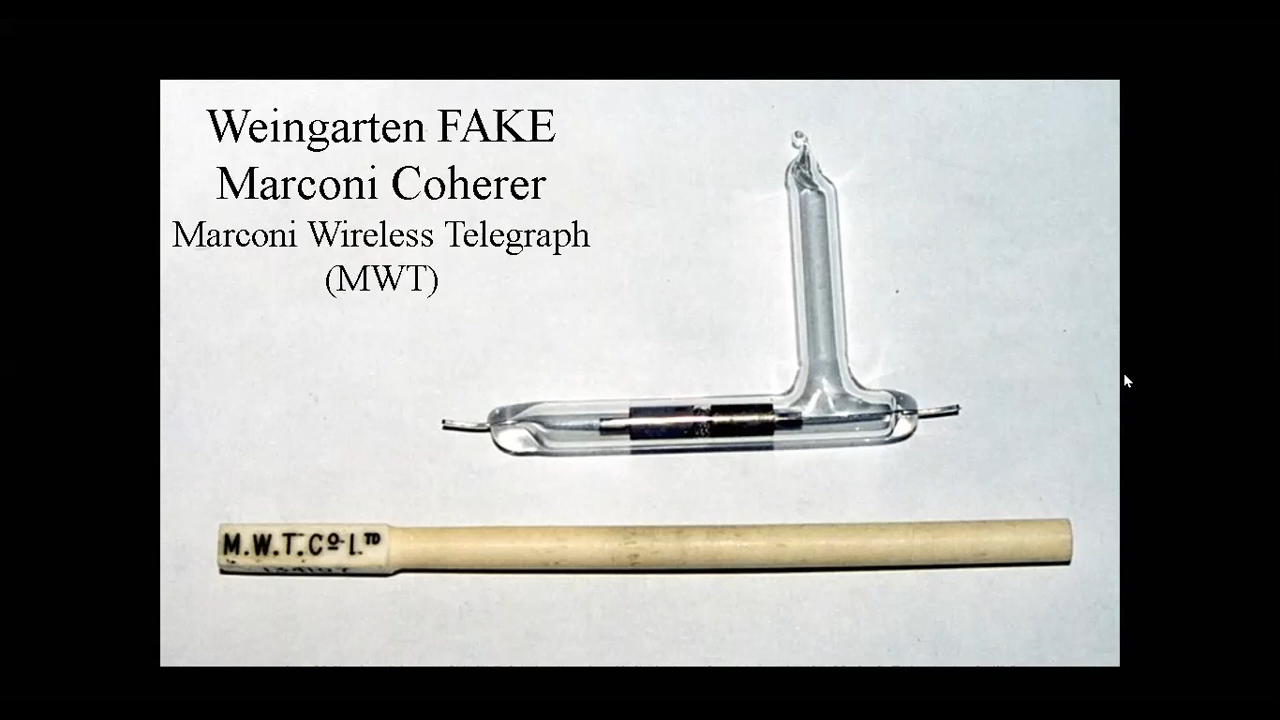 Weingarten FAKE
Marconi Coherer
Marconi Wireless Telegraph
(MWT)
M.W.T.Cº L.TD